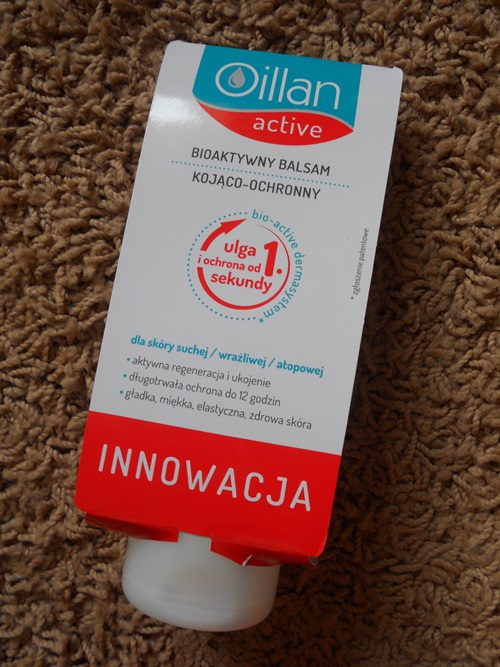 Oillan
active
BIOAKTYWNY BALSAM
KOJĄCO-OCHRONNY
bio-active dermasystem*
ulga
i ochrona od 1.
sekundy
* zgłoszenie patentowe
dla skóry suchej / wrażliwej / atopowej
• aktywna regeneracja i ukojenie
• długotrwała ochrona do 12 godzin
• gładka, miękka, elastyczna, zdrowa skóra
INNOWACJA